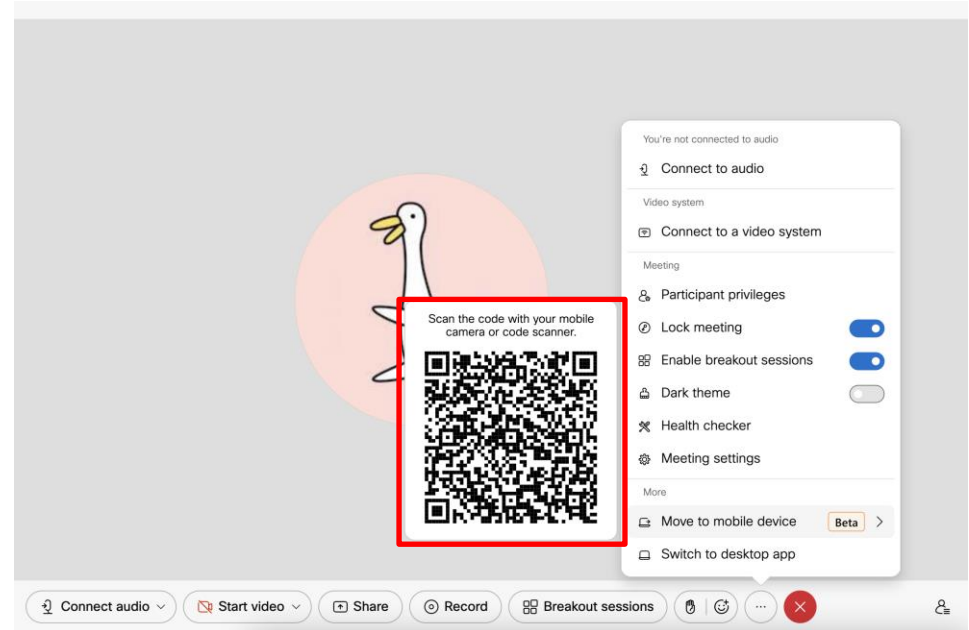 You're not connected to audio
Connect to audio
Video system
Connect to a video system
Meeting
Participant privileges
Scan the code with your mobile
camera or code scanner.
Lock meeting
Enable breakout sessions
Dark theme
Health checker
Meeting settings
More
Move to mobile device Beta
Switch to desktop app
Connect audio Start video Share Record Breakout sessions